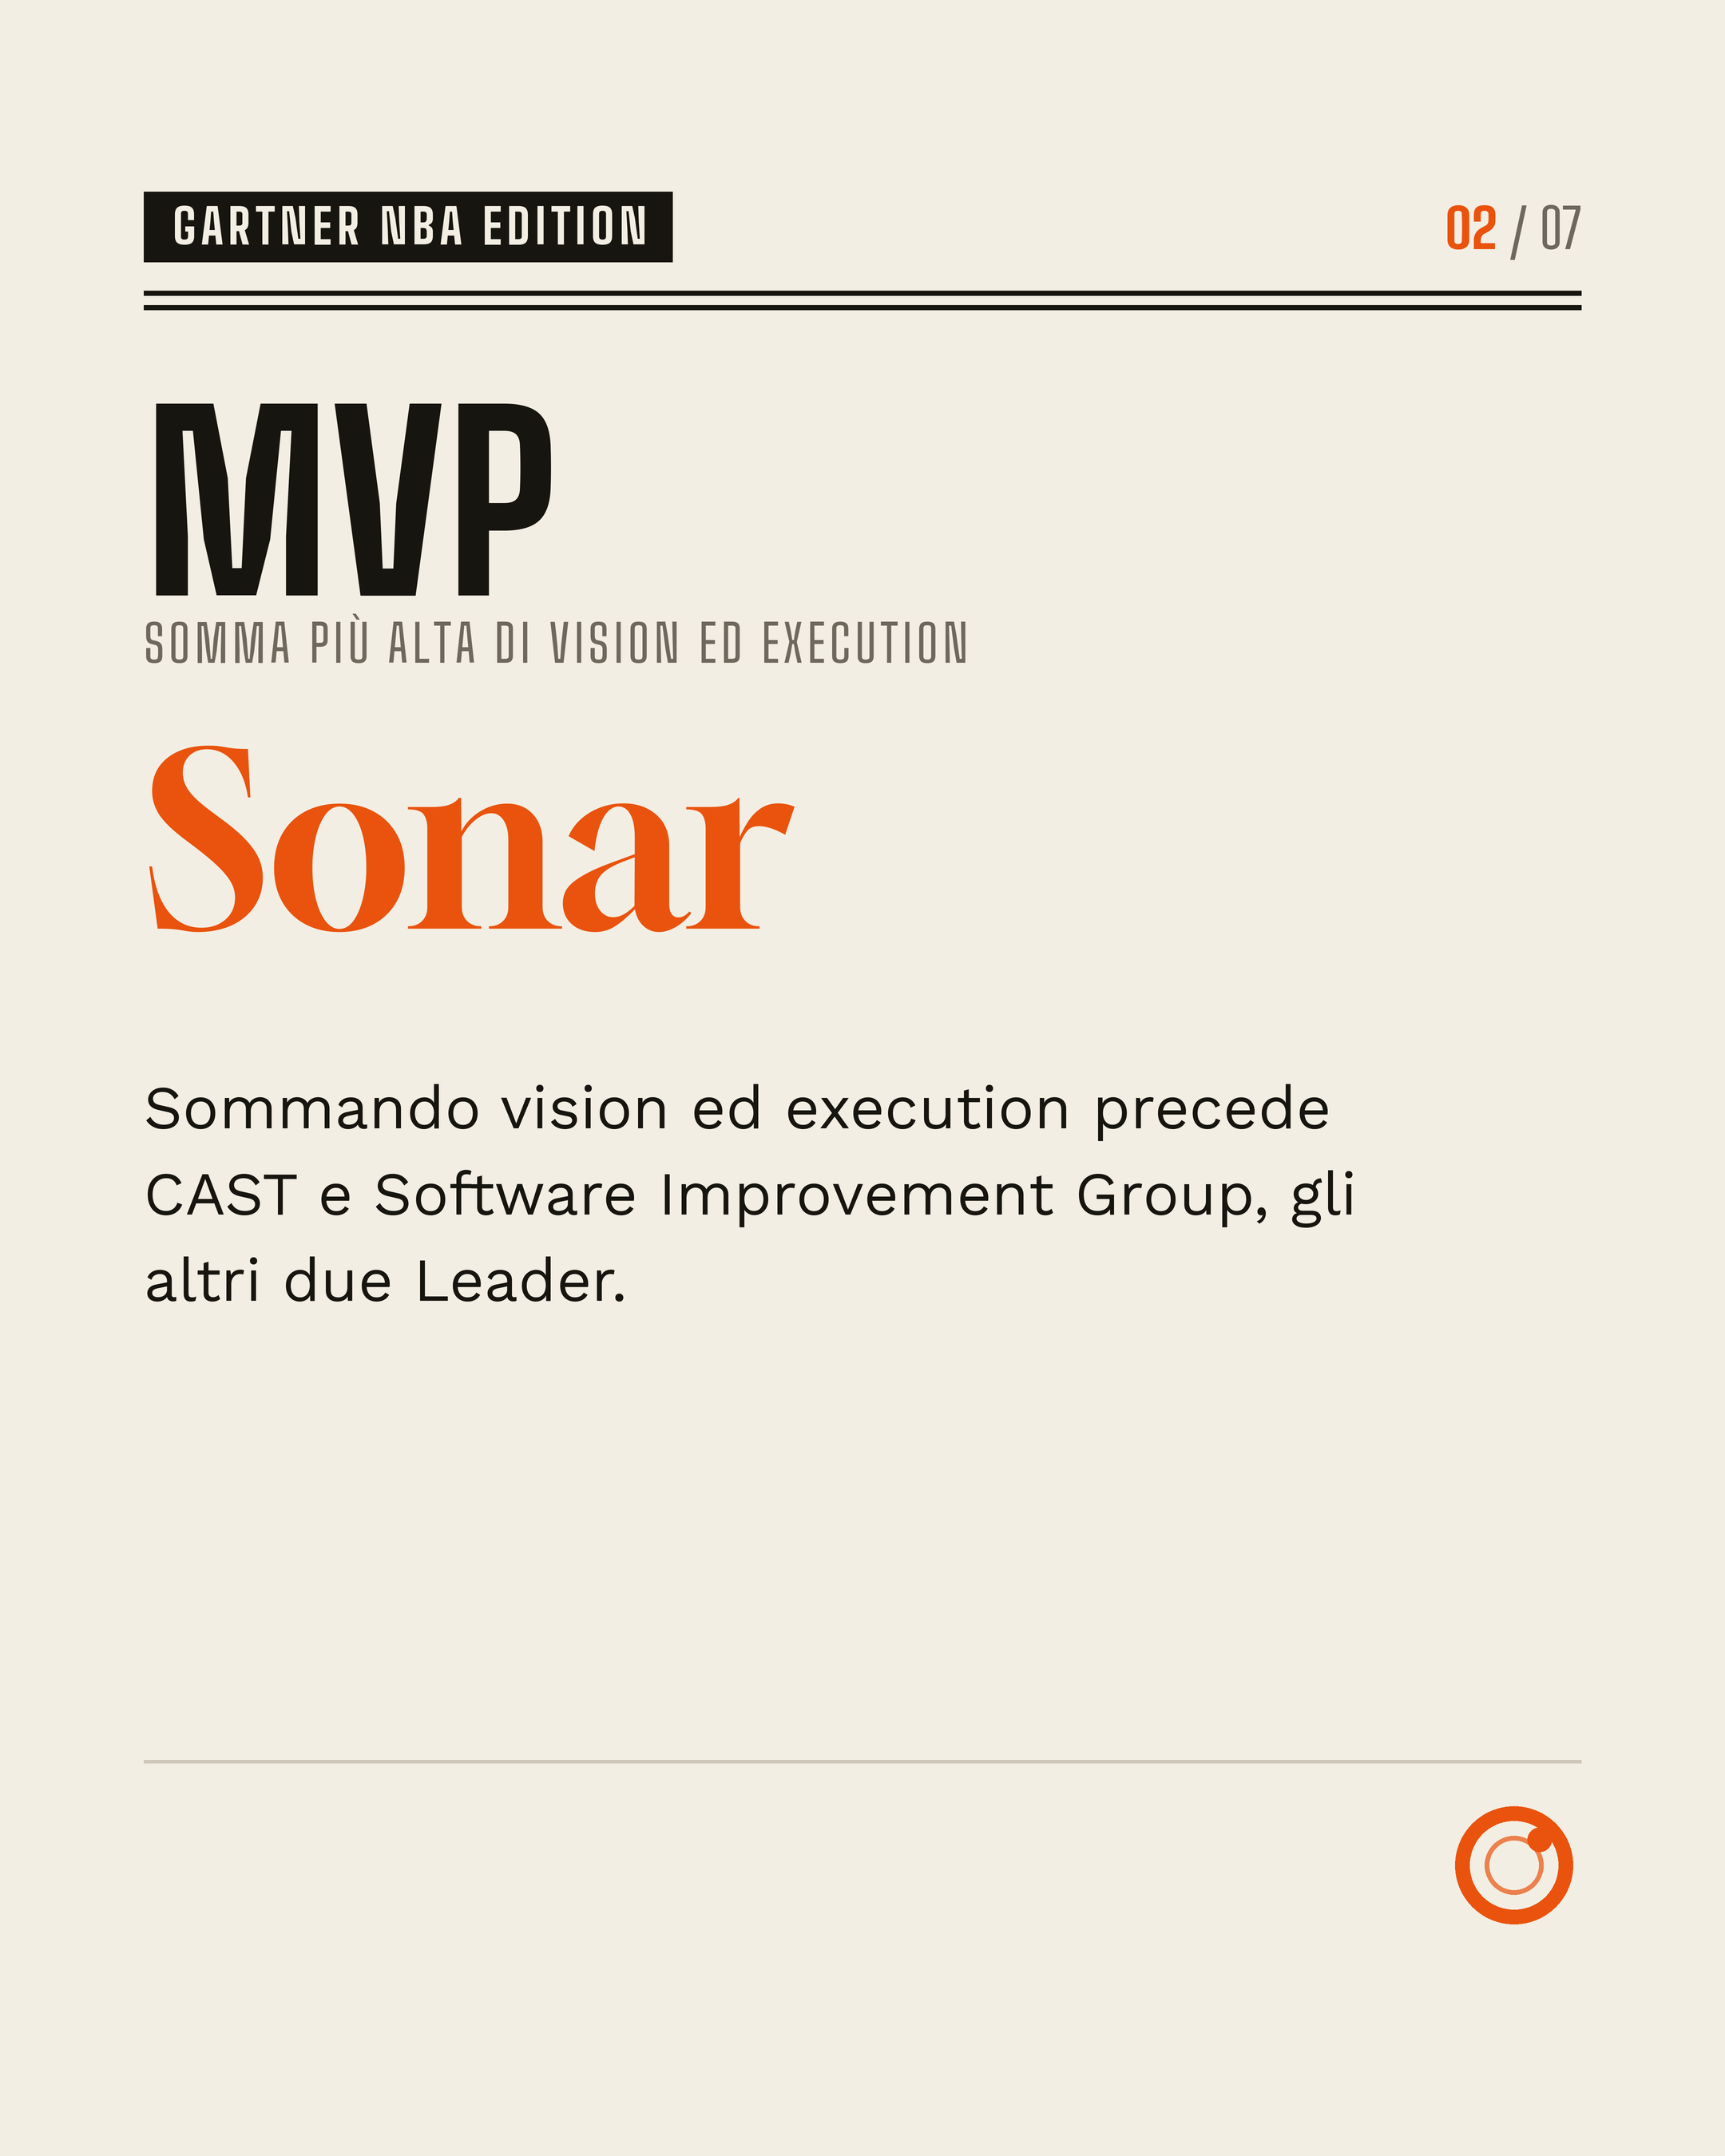 GARTNER NBA EDITION
02 / 07
MVP
SOMMA PIÙ ALTA DI VISION ED EXECUTION
Sonar
Sommando vision ed execution precede
CAST e Software Improvement Group, gli
altri due Leader.